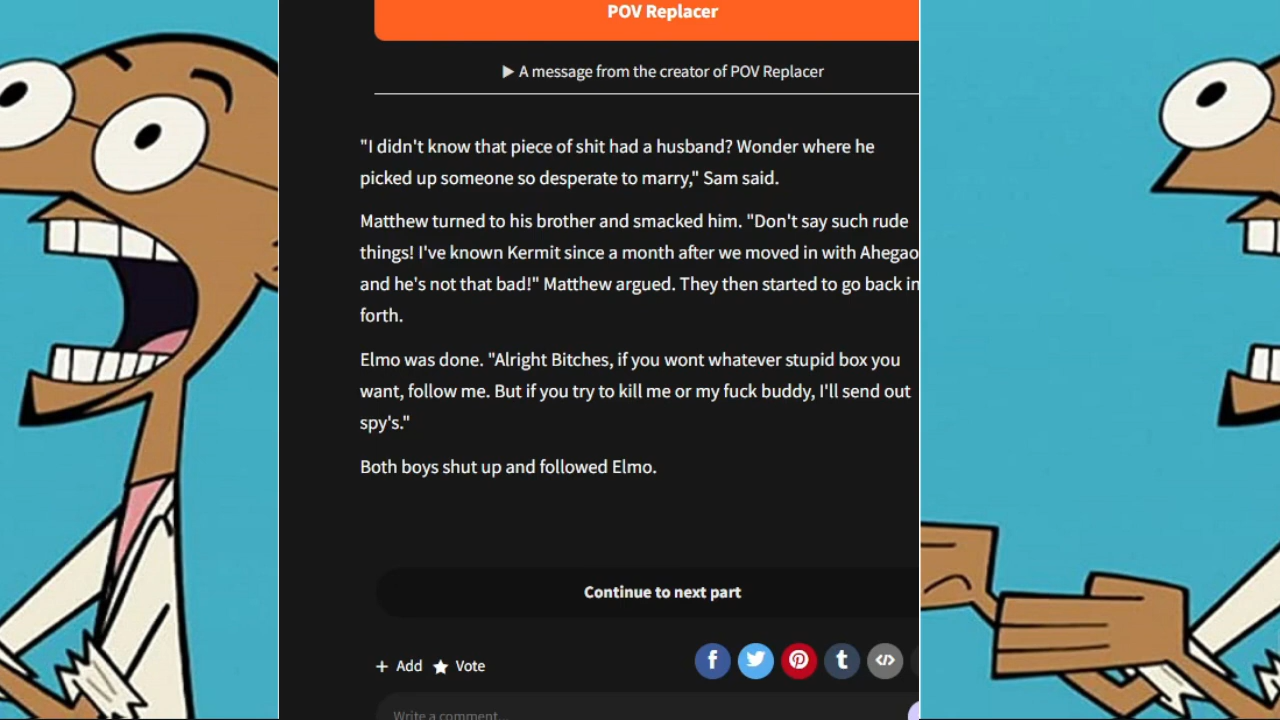 POV Replacer
▶ A message from the creator of POV Replacer
"I didn't know that piece of shit had a husband? Wonder where he
picked up someone so desperate to marry," Sam said.
Matthew turned to his brother and smacked him. "Don't say such rude
things! I've known Kermit since a month after we moved in with Ahegao
and he's not that bad!" Matthew argued. They then started to go back in
forth.
Elmo was done. "Alright Bitches, if you wont whatever stupid box you
want, follow me. But if you try to kill me or my fuck buddy, I'll send out
spy's."
Both boys shut up and followed Elmo.
Continue to next part
+ Add ★ Vote
Write a comment...